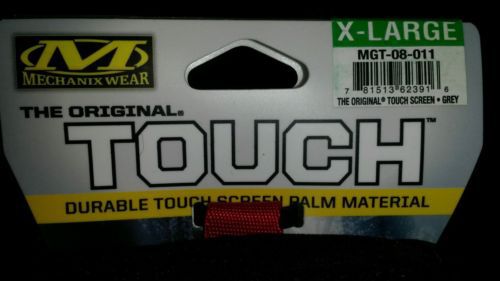 MECHANIX WEAR
X-LARGE
MGT-08-011
7 81513 62391 6
THE ORIGINAL® TOUCH SCREEN - GREY
THE ORIGINAL®
TOUCH™
DURABLE TOUCH SCREEN PALM MATERIAL